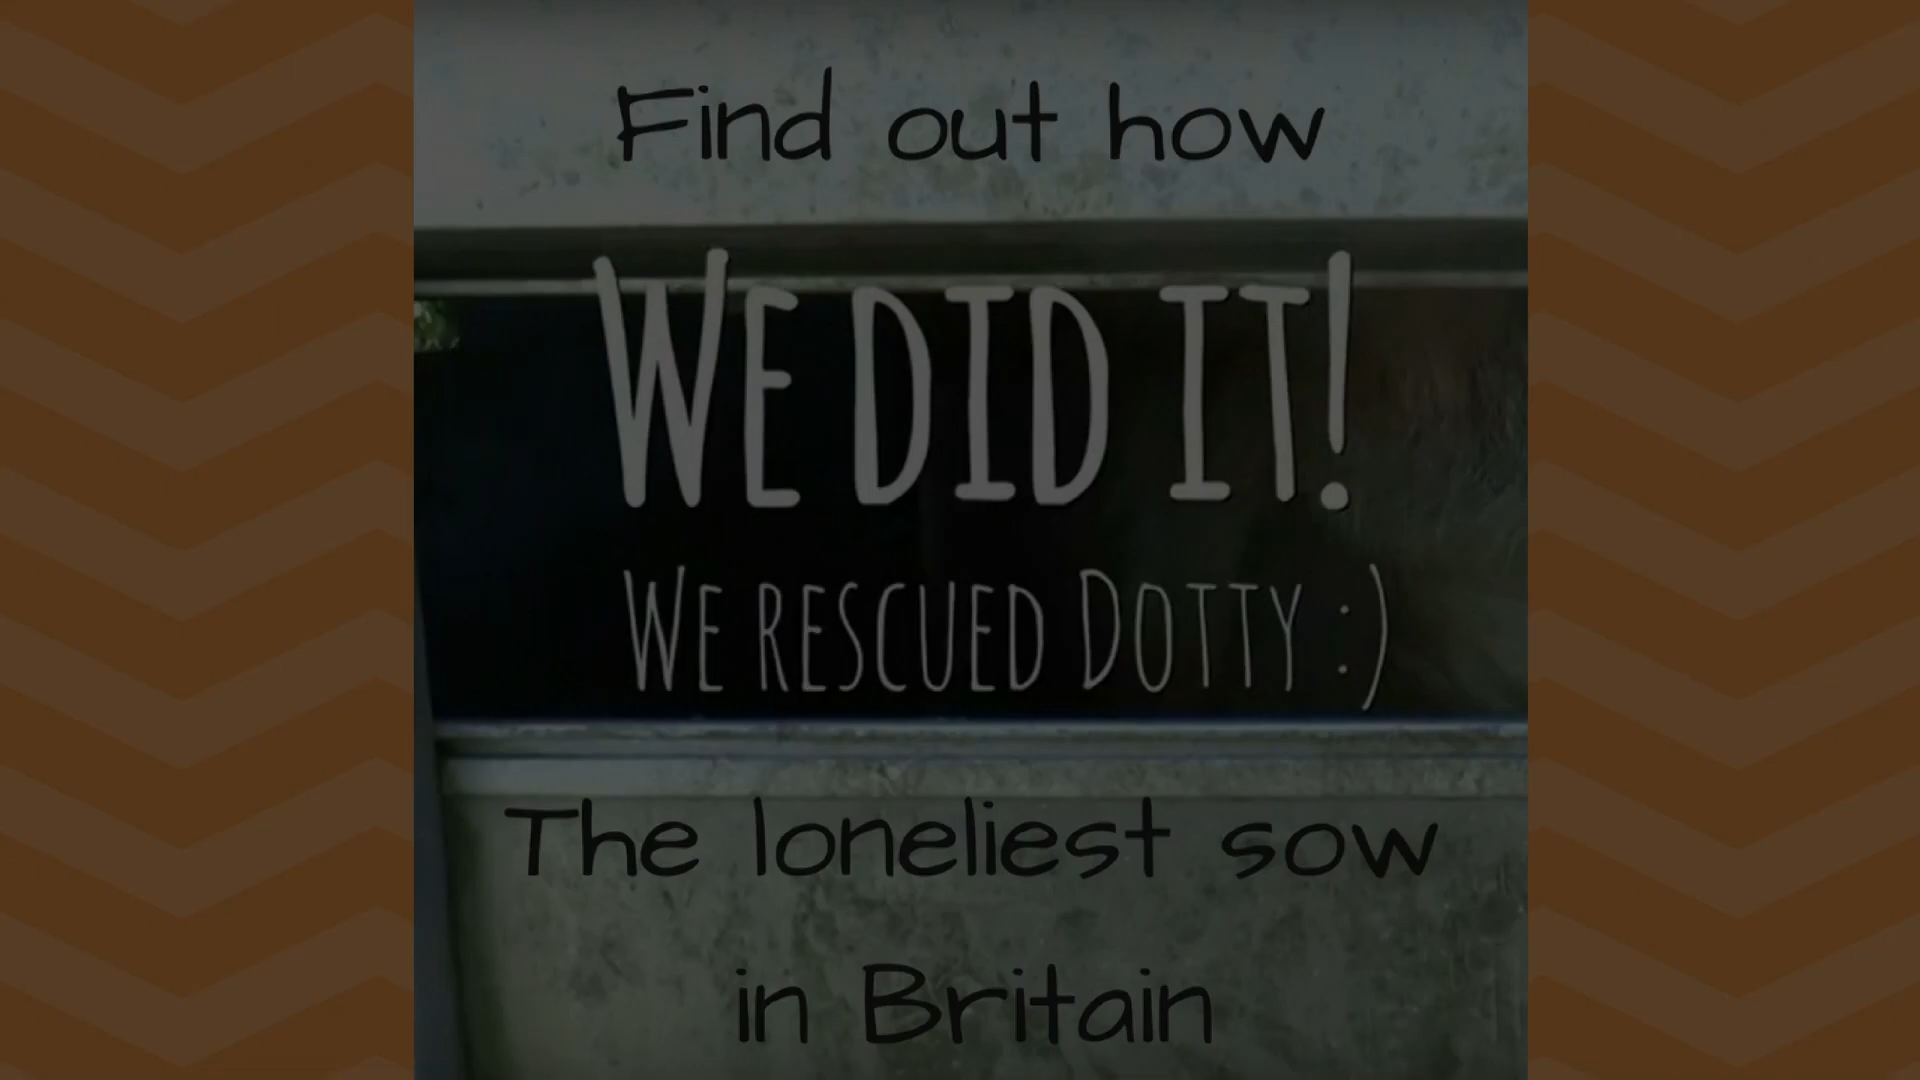 Find out how
WE DID IT!
WE RESCUED DOTTY :)
The loneliest sow
in Britain